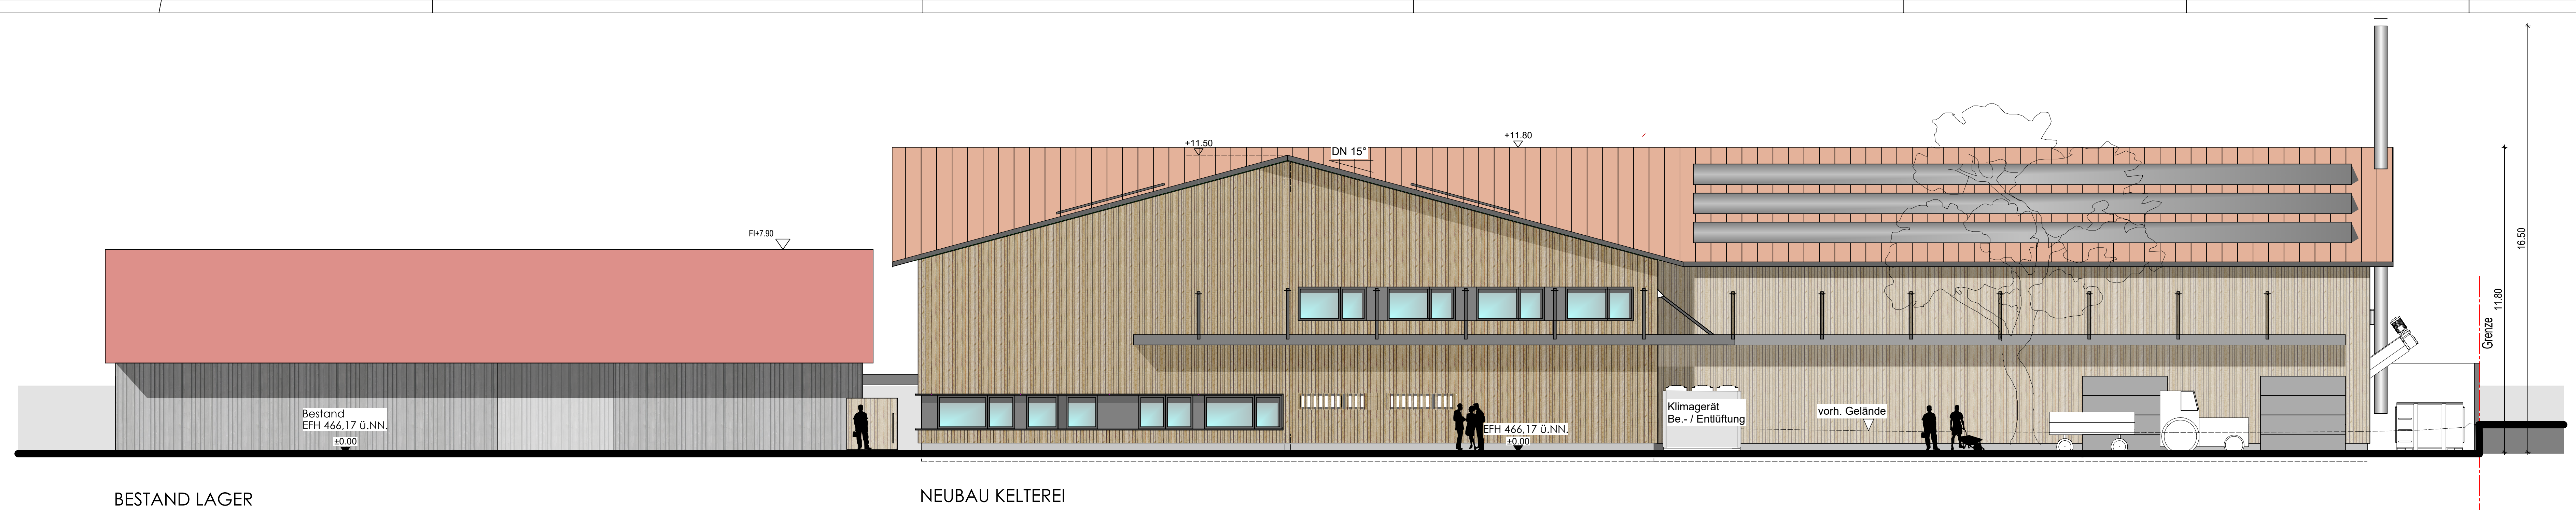 +11.50
DN 15°
+11.80
FI+7.90
16.50
11.80
Grenze
Bestand
EFH 466,17 ü.NN.
±0.00
EFH 466,17 ü.NN.
±0.00
Klimagerät
Be.- / Entlüftung
vorh. Gelände
BESTAND LAGER
NEUBAU KELTEREI